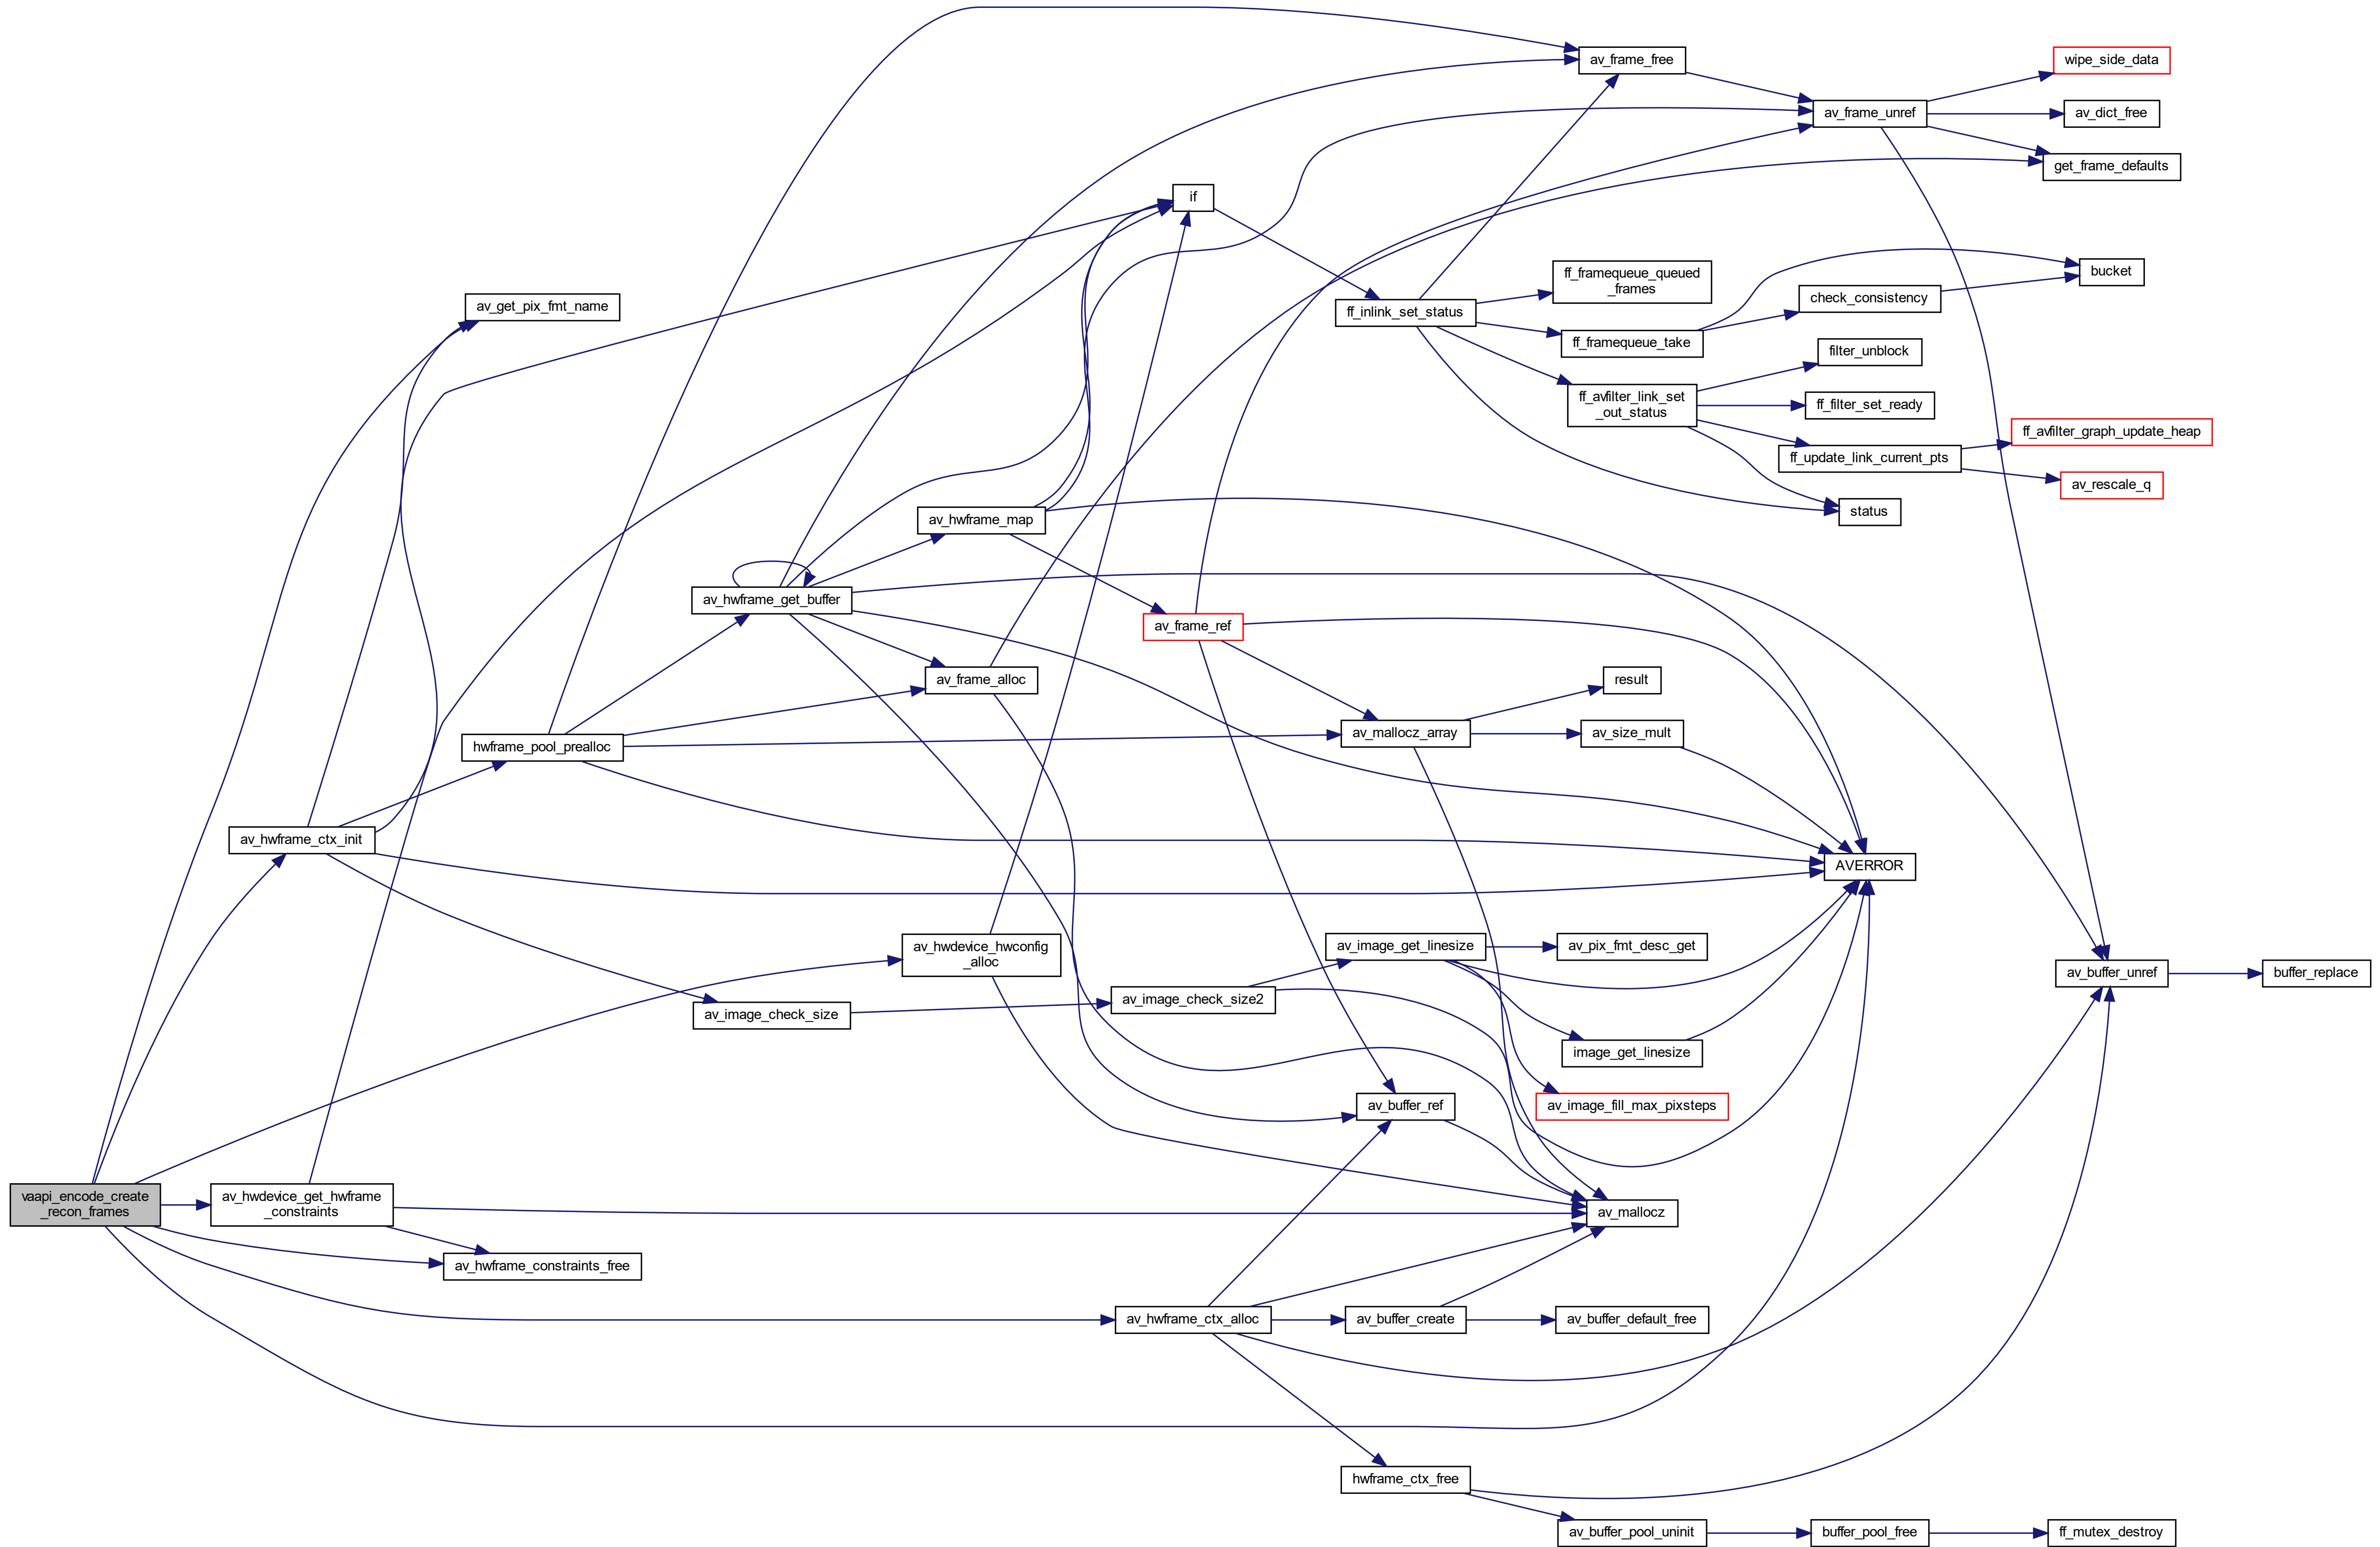 av_frame_free
wipe_side_data
av_frame_unref
av_dict_free
get_frame_defaults
if
av_get_pix_fmt_name
ff_framequeue_queued
_frames
bucket
check_consistency
ff_inlink_set_status
ff_framequeue_take
filter_unblock
ff_avfilter_link_set
_out_status
ff_filter_set_ready
ff_avfilter_graph_update_heap
ff_update_link_current_pts
av_rescale_q
status
av_hwframe_map
av_hwframe_get_buffer
av_frame_ref
av_frame_alloc
result
hwframe_pool_prealloc
av_mallocz_array
av_size_mult
av_hwframe_ctx_init
AVERROR
av_hwdevice_hwconfig
_alloc
av_image_get_linesize
av_pix_fmt_desc_get
av_buffer_unref
buffer_replace
av_image_check_size
av_image_check_size2
image_get_linesize
av_buffer_ref
av_image_fill_max_pixsteps
vaapi_encode_create
_recon_frames
av_hwdevice_get_hwframe
_constraints
av_mallocz
av_hwframe_constraints_free
av_hwframe_ctx_alloc
av_buffer_create
av_buffer_default_free
hwframe_ctx_free
av_buffer_pool_uninit
buffer_pool_free
ff_mutex_destroy